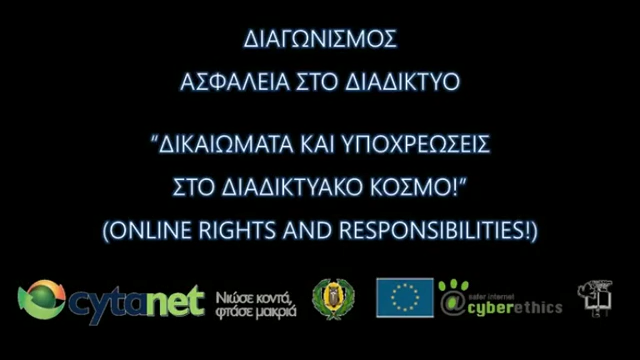 ΔΙΑΓΩΝΙΣΜΟΣ
ΑΣΦΑΛΕΙΑ ΣΤΟ ΔΙΑΔΙΚΤΥΟ
“ΔΙΚΑΙΩΜΑΤΑ ΚΑΙ ΥΠΟΧΡΕΩΣΕΙΣ
ΣΤΟ ΔΙΑΔΙΚΤΥΑΚΟ ΚΟΣΜΟ!”
(ONLINE RIGHTS AND RESPONSIBILITIES!)
cytanet
Νιώσε κοντά,
φτάσε μακριά
safer internet
@cyberethics